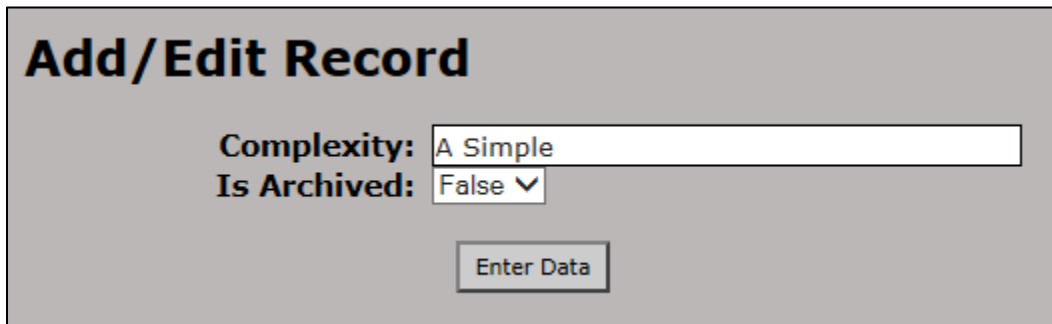 Add/Edit Record
Complexity: A Simple
Is Archived: False
Enter Data